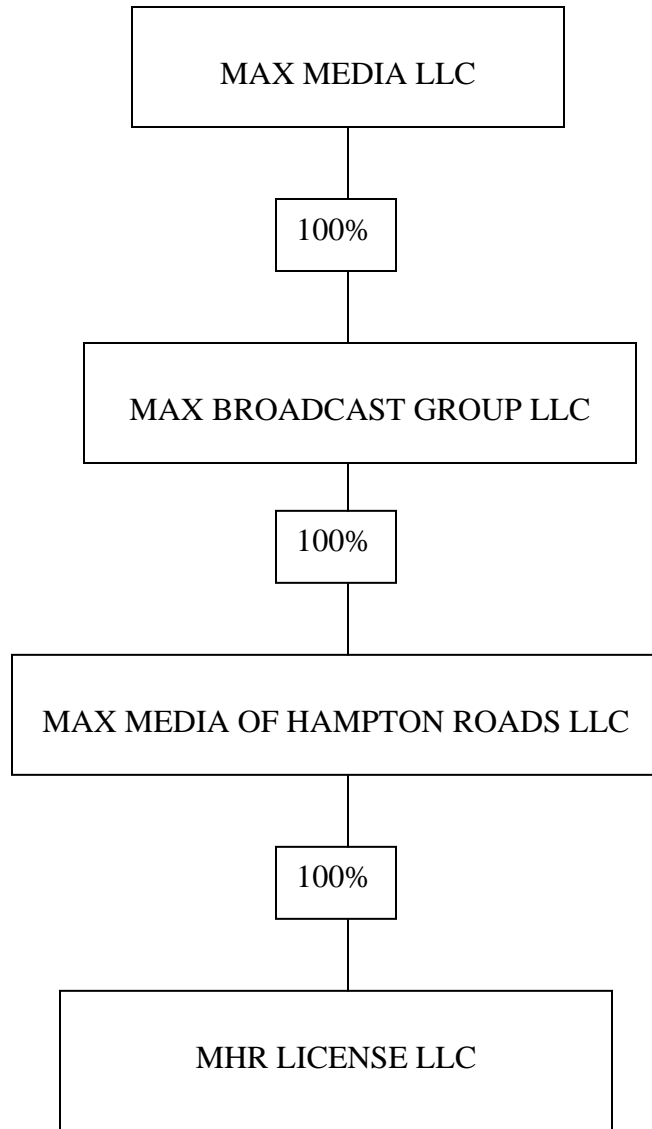 MAX MEDIA LLC
100%
MAX BROADCAST GROUP LLC
100%
MAX MEDIA OF HAMPTON ROADS LLC
100%
MHR LICENSE LLC